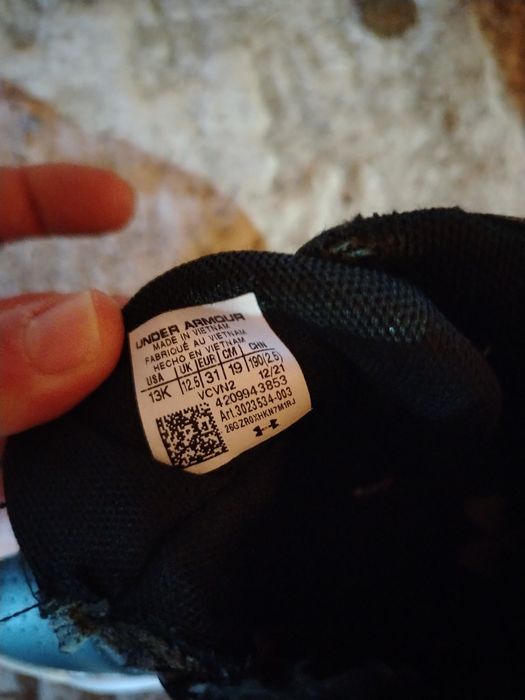 UNDER ARMOUR
MADE IN VIETNAM
FABRIQUÉ AU VIETNAM
HECHO EN VIETNAM
USA UK EUR CM CHN
13K 12.5 31 19 190(2.5)
VCVN2 12/21
4209943853
Art.3023534-003
26GZR0XHKN7M1RJ